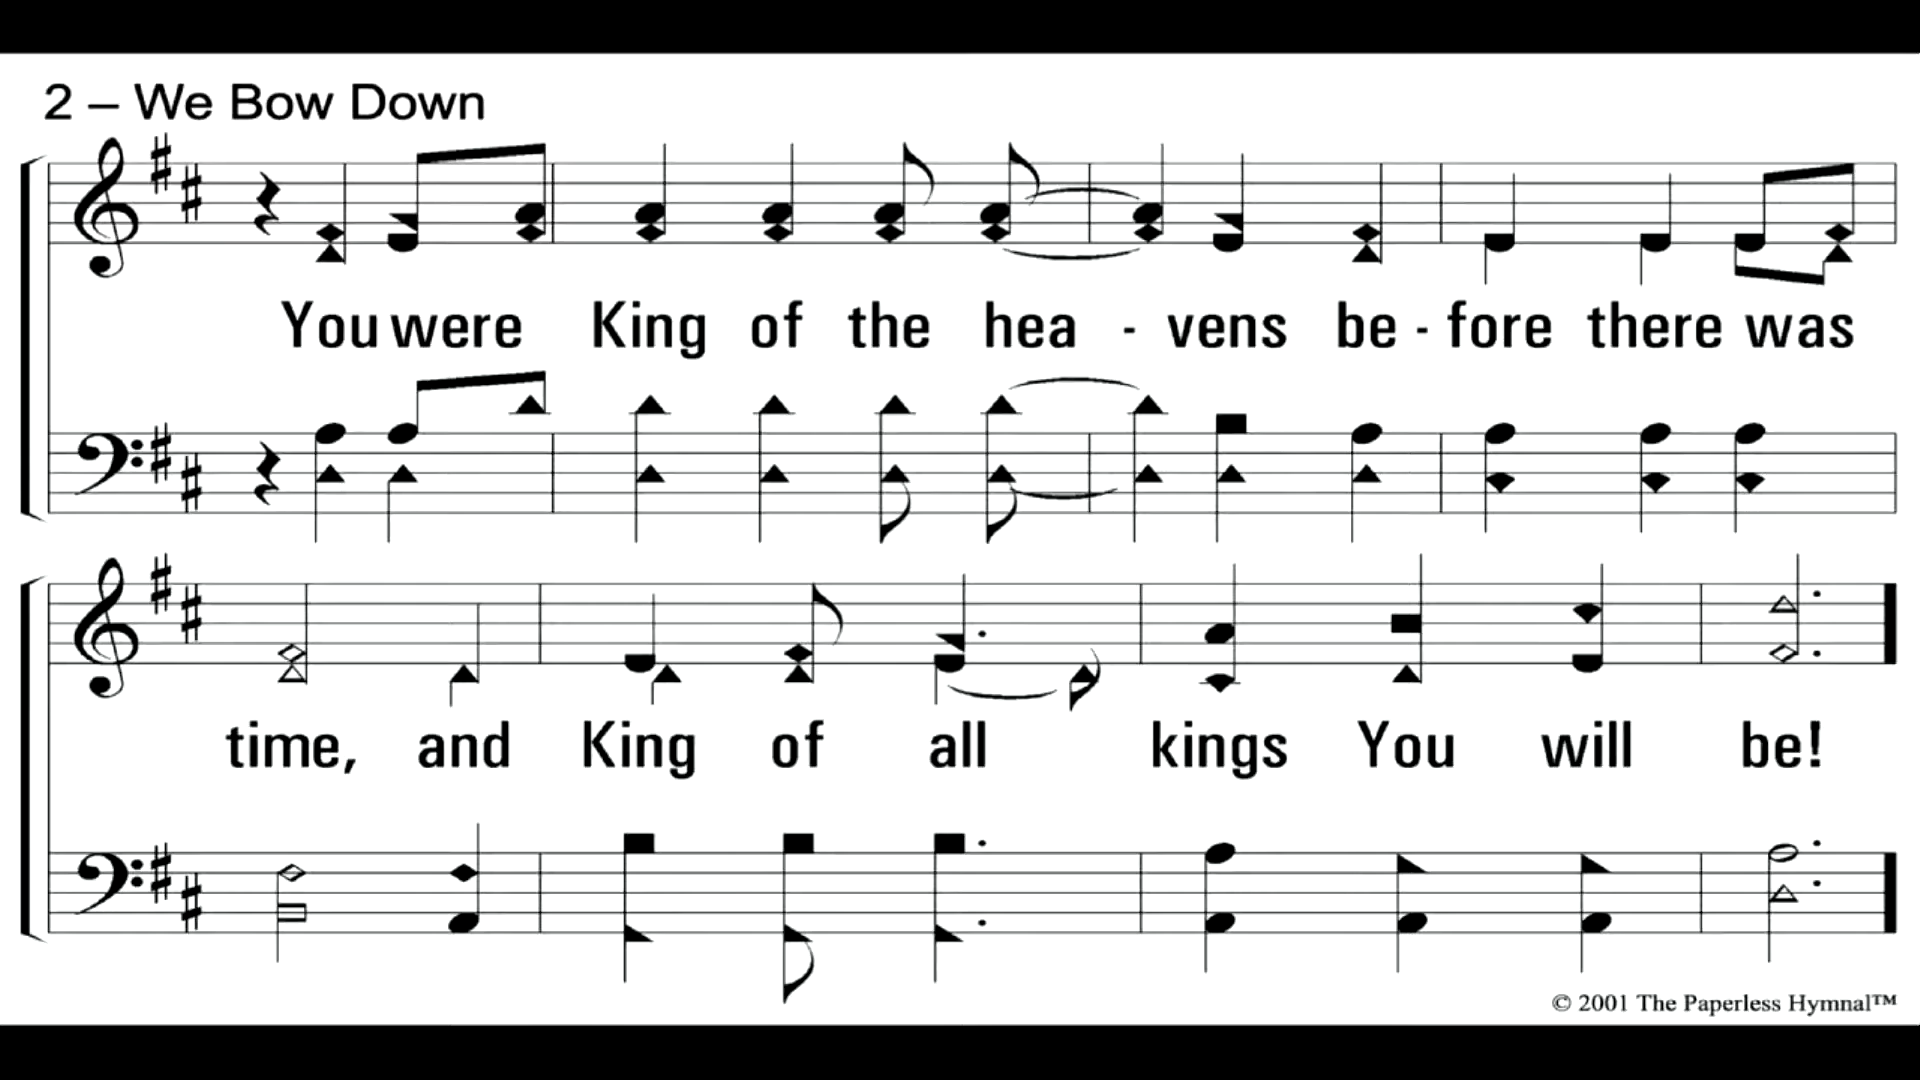 2 – We Bow Down
You were King of the hea - vens be - fore there was
time, and King of all kings You will be!
© 2001 The Paperless Hymnal™